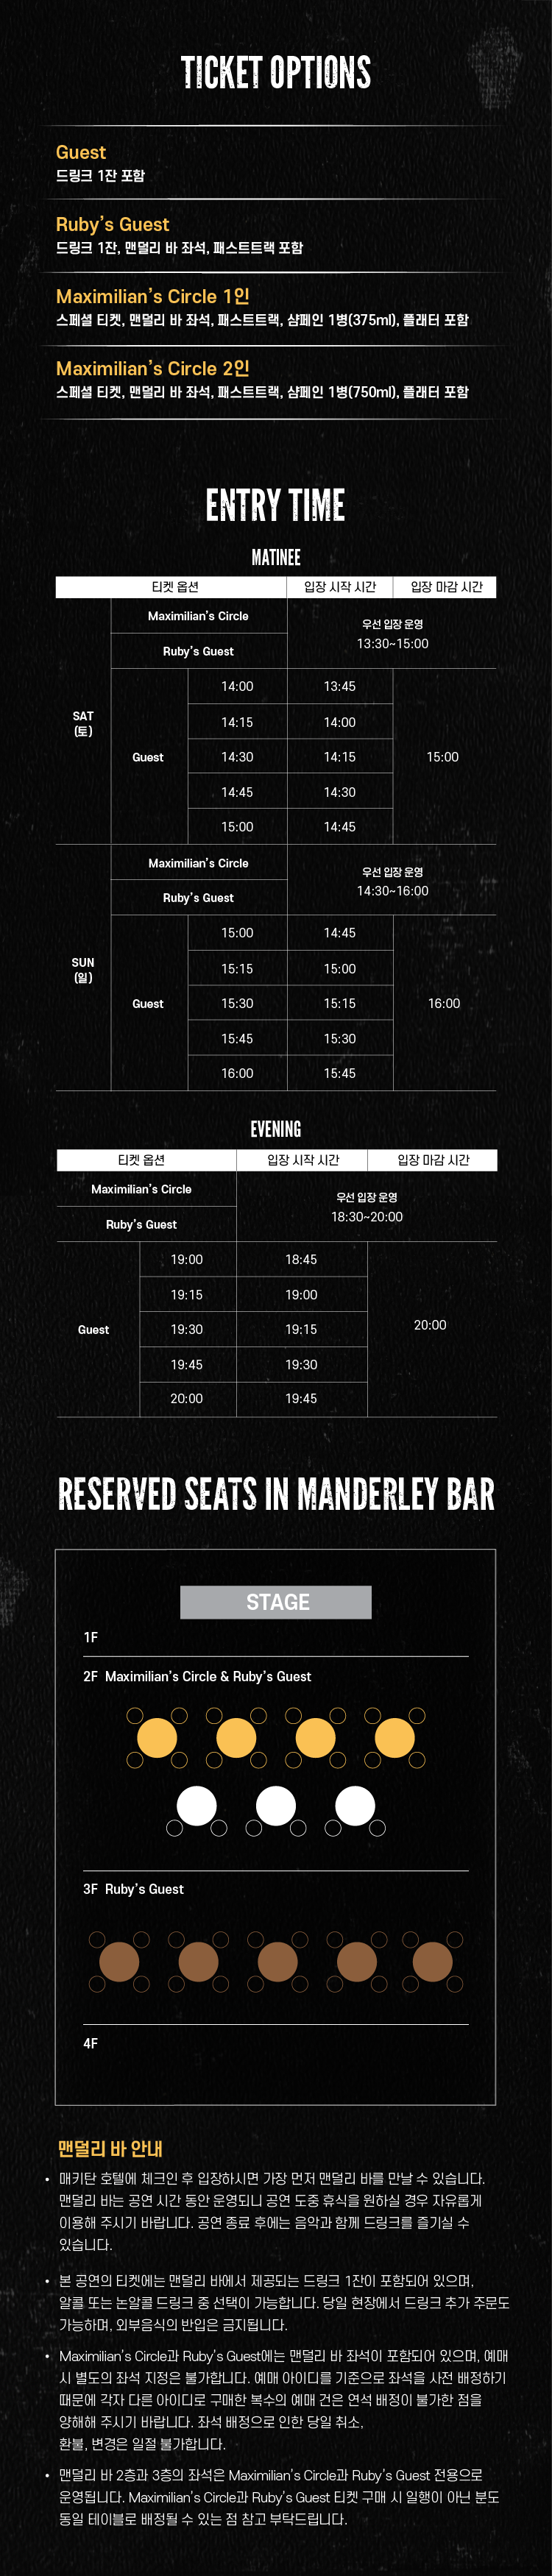 TICKET OPTIONS
Guest
드링크 1잔 포함
Ruby's Guest
드링크 1잔, 맨덜리 바 좌석, 패스트트랙 포함
Maximilian's Circle 1인
스페셜 티켓, 맨덜리 바 좌석, 패스트트랙, 샴페인 1병(375ml), 플래터 포함
Maximilian's Circle 2인
스페셜 티켓, 맨덜리 바 좌석, 패스트트랙, 샴페인 1병(750ml), 플래터 포함
ENTRY TIME
MATINEE
티켓 옵션 입장 시작 시간 입장 마감 시간
Maximilian's Circle
우선 입장 운영
13:30~15:00
Ruby's Guest
SAT
(토)
Guest
14:00 13:45
14:15 14:00
14:30 14:15
14:45 14:30
15:00 14:45
15:00
Maximilian's Circle
우선 입장 운영
14:30~16:00
Ruby's Guest
SUN
(일)
Guest
15:00 14:45
15:15 15:00
15:30 15:15
15:45 15:30
16:00 15:45
16:00
EVENING
티켓 옵션 입장 시작 시간 입장 마감 시간
Maximilian's Circle
우선 입장 운영
18:30~20:00
Ruby's Guest
Guest
19:00 18:45
19:15 19:00
19:30 19:15
19:45 19:30
20:00 19:45
20:00
RESERVED SEATS IN MANDERLEY BAR
STAGE
1F
2F Maximilian's Circle & Ruby's Guest
3F Ruby's Guest
4F
맨덜리 바 안내
• 매키탄 호텔에 체크인 후 입장하시면 가장 먼저 맨덜리 바를 만날 수 있습니다.
맨덜리 바는 공연 시간 동안 운영되니 공연 도중 휴식을 원하실 경우 자유롭게
이용해 주시기 바랍니다. 공연 종료 후에는 음악과 함께 드링크를 즐기실 수
있습니다.
• 본 공연의 티켓에는 맨덜리 바에서 제공되는 드링크 1잔이 포함되어 있으며,
알콜 또는 논알콜 드링크 중 선택이 가능합니다. 당일 현장에서 드링크 추가 주문도
가능하며, 외부음식의 반입은 금지됩니다.
• Maximilian's Circle과 Ruby's Guest에는 맨덜리 바 좌석이 포함되어 있으며, 예매
시 별도의 좌석 지정은 불가합니다. 예매 아이디를 기준으로 좌석을 사전 배정하기
때문에 각자 다른 아이디로 구매한 복수의 예매 건은 연석 배정이 불가한 점을
양해해 주시기 바랍니다. 좌석 배정으로 인한 당일 취소,
환불, 변경은 일절 불가합니다.
• 맨덜리 바 2층과 3층의 좌석은 Maximilian's Circle과 Ruby's Guest 전용으로
운영됩니다. Maximilian's Circle과 Ruby's Guest 티켓 구매 시 일행이 아닌 분도
동일 테이블로 배정될 수 있는 점 참고 부탁드립니다.